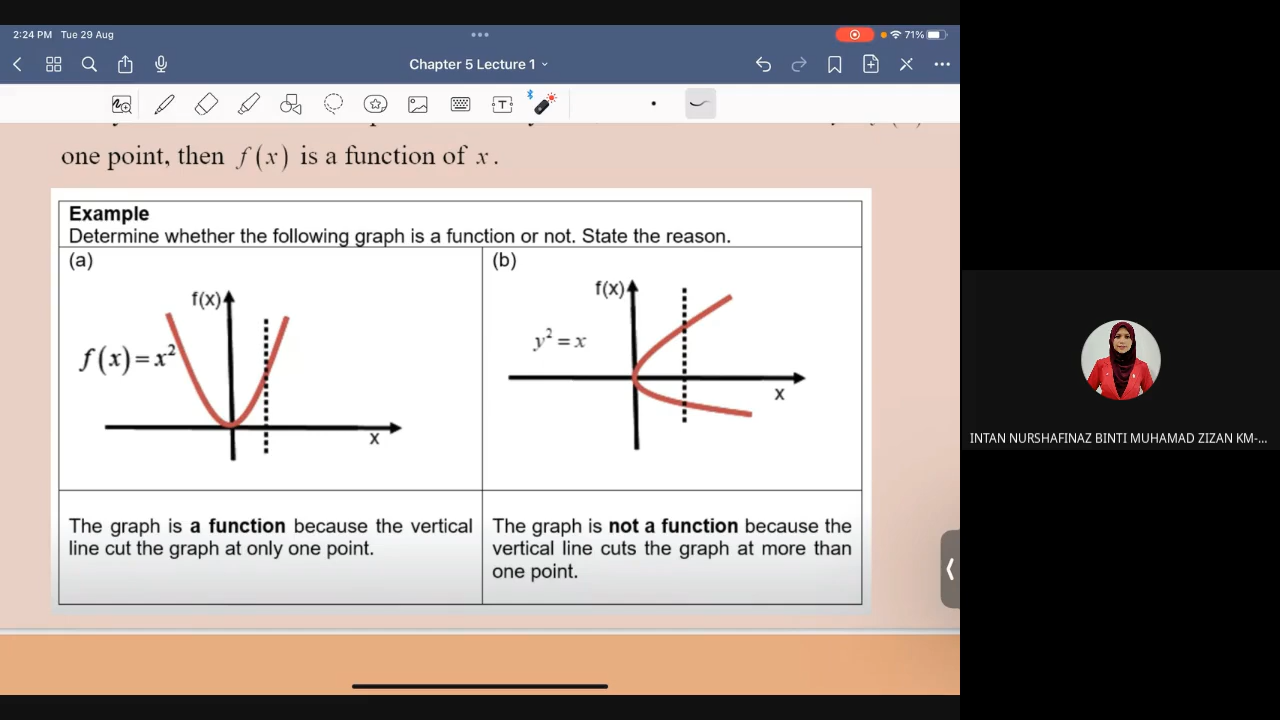 2:24 PM Tue 29 Aug
71%
Chapter 5 Lecture 1
one point, then f(x) is a function of x.
Example
Determine whether the following graph is a function or not. State the reason.
(a)
f(x)
f(x)=x²
x
(b)
f(x)
y² = x
x
The graph is a function because the vertical
line cut the graph at only one point.
The graph is not a function because the
vertical line cuts the graph at more than
one point.
INTAN NURSHAFINAZ BINTI MUHAMAD ZIZAN KM-...